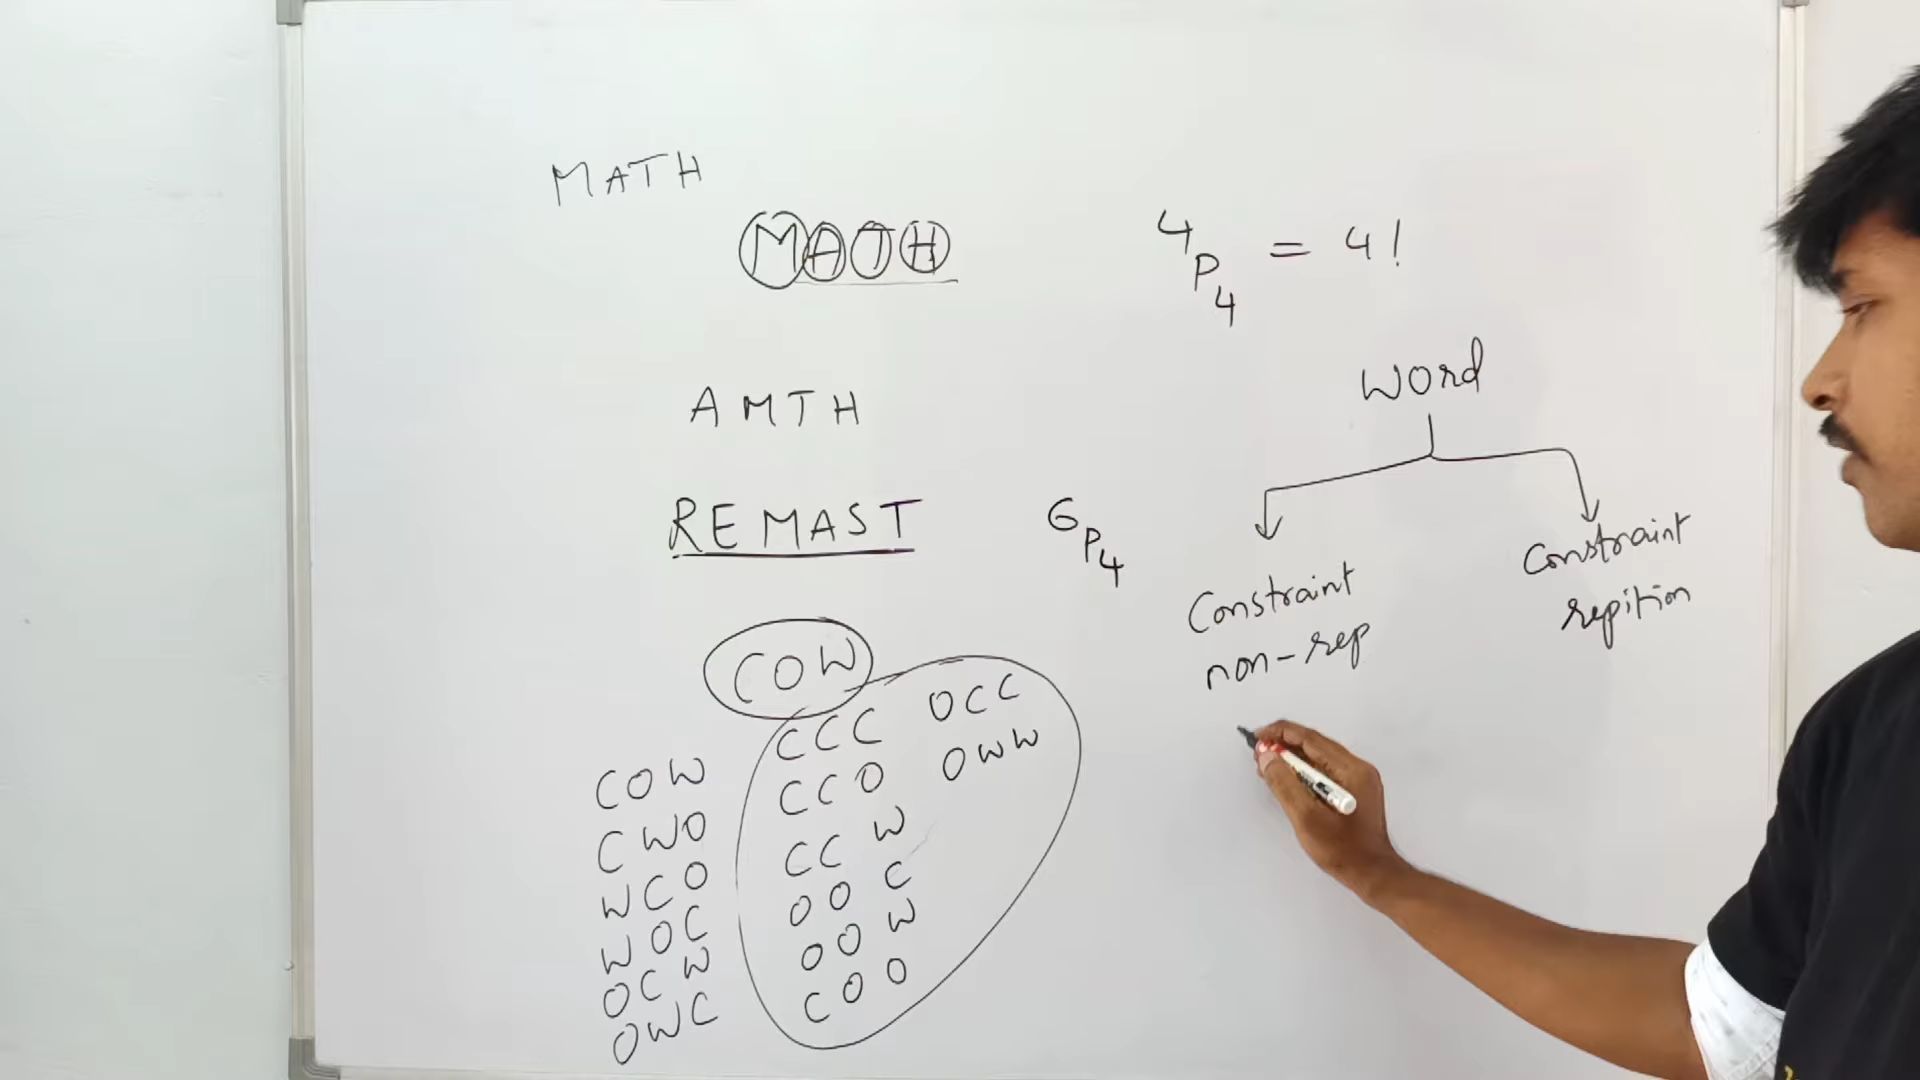 MATH
MATH
4P4 = 4!
Word
AMTH
REMAST
6P4
Constraint
non-rep
Constraint
repition
COW
COW
CWO
WCO
WOC
OCW
OWC
CCC
CCO
CCW
OOC
OOW
COO
OCC
OWW